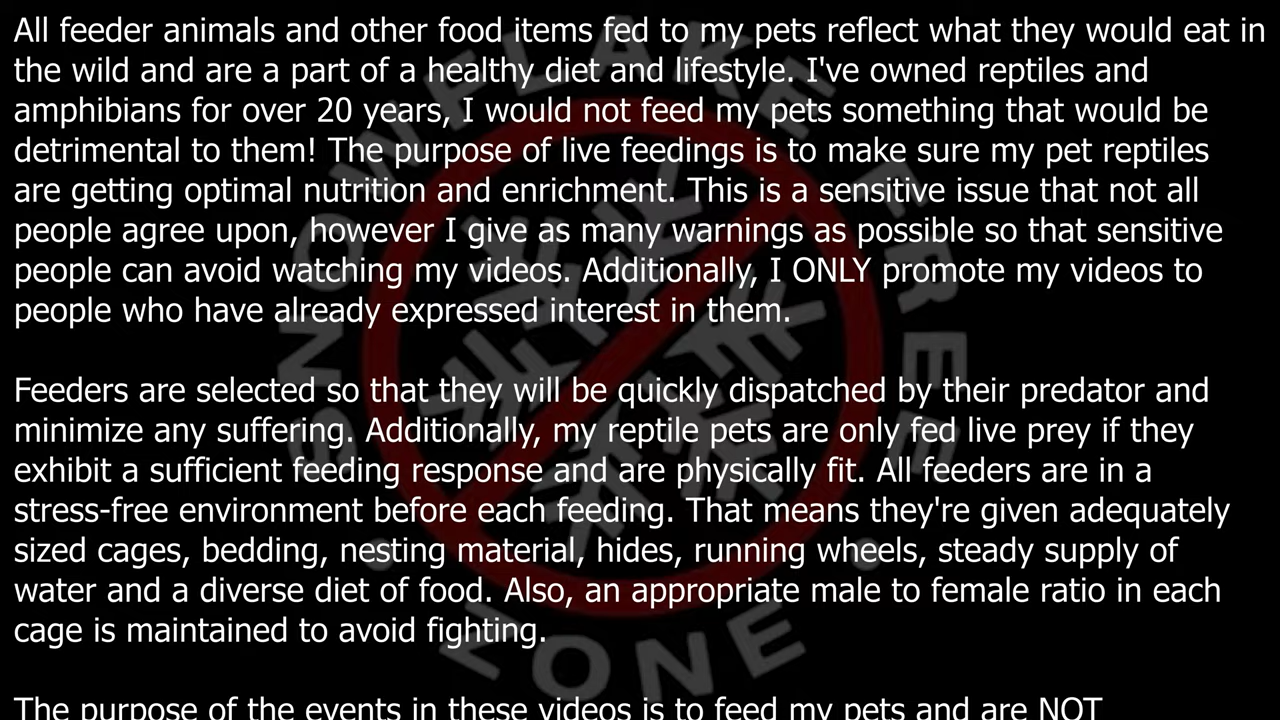 All feeder animals and other food items fed to my pets reflect what they would eat in
the wild and are a part of a healthy diet and lifestyle. I've owned reptiles and
amphibians for over 20 years, I would not feed my pets something that would be
detrimental to them! The purpose of live feedings is to make sure my pet reptiles
are getting optimal nutrition and enrichment. This is a sensitive issue that not all
people agree upon, however I give as many warnings as possible so that sensitive
people can avoid watching my videos. Additionally, I ONLY promote my videos to
people who have already expressed interest in them.
Feeders are selected so that they will be quickly dispatched by their predator and
minimize any suffering. Additionally, my reptile pets are only fed live prey if they
exhibit a sufficient feeding response and are physically fit. All feeders are in a
stress-free environment before each feeding. That means they're given adequately
sized cages, bedding, nesting material, hides, running wheels, steady supply of
water and a diverse diet of food. Also, an appropriate male to female ratio in each
cage is maintained to avoid fighting.
The purpose of the events in these videos is to feed my pets and are NOT
SNOWFLAKE FREE
ZONE